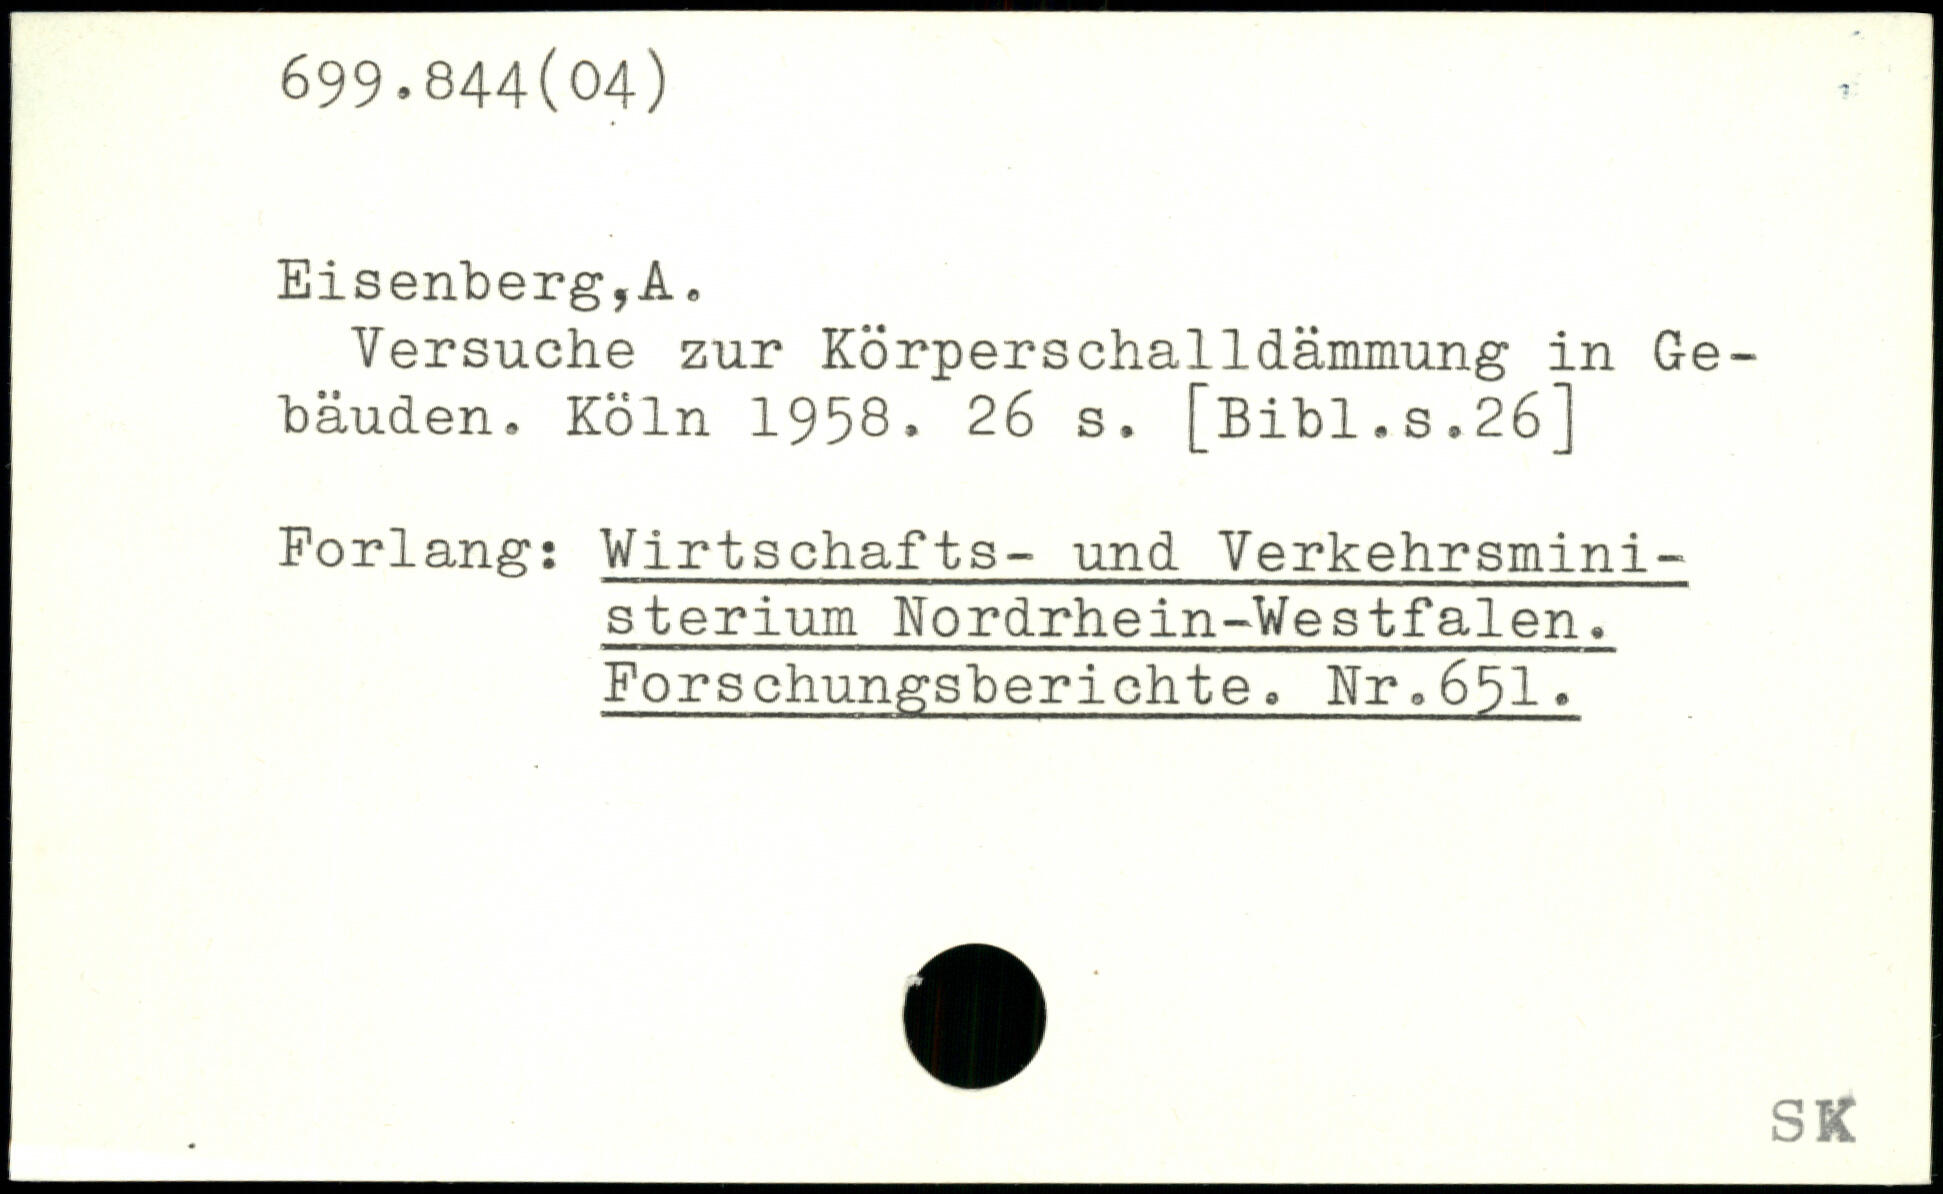 699.844(04)
Eisenberg,A.
Versuche zur Körperschalldämmung in Ge-
bäuden. Köln 1958. 26 s. [Bibl.s.26]
Forlang: Wirtschafts- und Verkehrsmini-
sterium Nordrhein-Westfalen.
Forschungsberichte. Nr.651.
SK